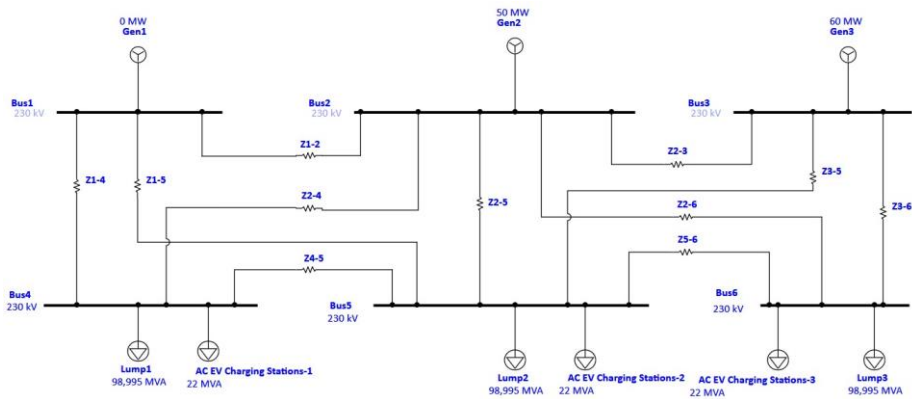 0 MW
Gen1
50 MW
Gen2
60 MW
Gen3
Bus1
230 kV
Bus2
230 kV
Bus3
230 kV
Z1-2
Z2-3
Z1-4
Z1-5
Z2-4
Z2-5
Z2-6
Z3-5
Z3-6
Z4-5
Z5-6
Bus4
230 kV
Bus5
230 kV
Bus6
230 kV
Lump1
98,995 MVA
AC EV Charging Stations-1
22 MVA
Lump2
98,995 MVA
AC EV Charging Stations-2
22 MVA
AC EV Charging Stations-3
22 MVA
Lump3
98,995 MVA